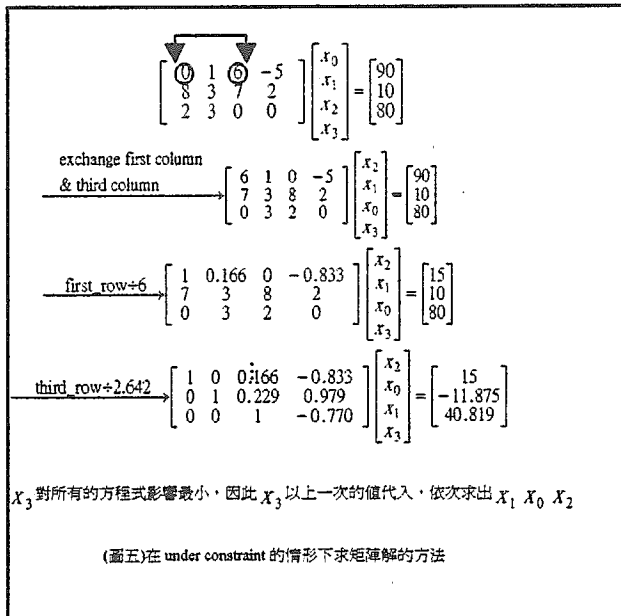 [ 0 1 6 −5 ] [ x₀ ] [ 90 ]
[ 8 3 7 2 ] [ x₁ ] = [ 10 ]
[ 2 3 0 0 ] [ x₂ ] [ 80 ]
[ x₃ ]
exchange first column
& third column
[ 6 1 0 −5 ] [ x₂ ] [ 90 ]
[ 7 3 8 2 ] [ x₁ ] = [ 10 ]
[ 0 3 2 0 ] [ x₀ ] [ 80 ]
[ x₃ ]
first_row÷6
[ 1 0.166 0 −0.833 ] [ x₂ ] [ 15 ]
[ 7 3 8 2 ] [ x₁ ] = [ 10 ]
[ 0 3 2 0 ] [ x₀ ] [ 80 ]
[ x₃ ]
third_row÷2.642
[ 1 0 0.166 −0.833 ] [ x₂ ] [ 15 ]
[ 0 1 0.229 0.979 ] [ x₀ ] = [ −11.875 ]
[ 0 0 1 −0.770 ] [ x₁ ] [ 40.819 ]
[ x₃ ]
X₃ 對所有的方程式影響最小，因此 X₃ 以上一次的值代入，依次求出 X₁ X₀ X₂
(圖五)在 under constraint 的情形下求矩陣解的方法